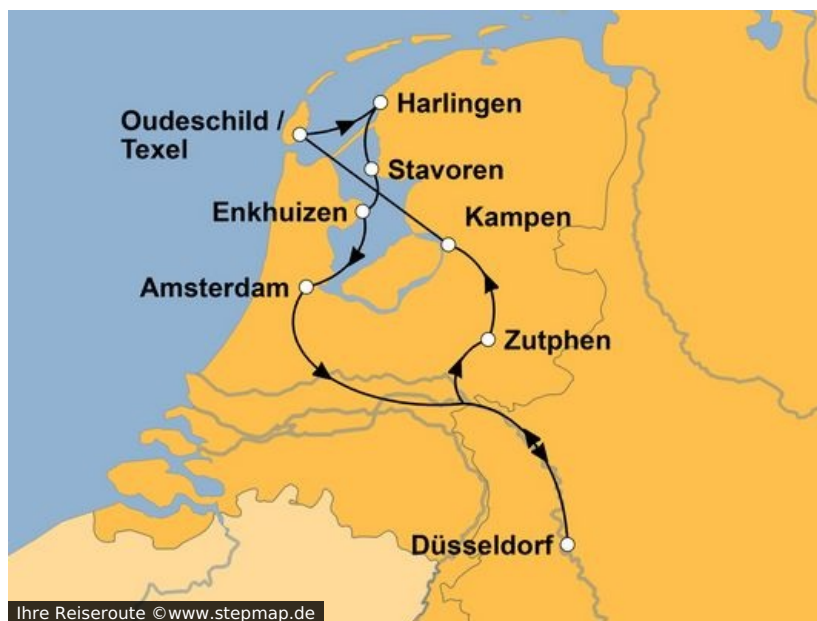 Harlingen
Oudeschild /
Texel
Stavoren
Enkhuizen
Kampen
Amsterdam
Zutphen
Düsseldorf
Ihre Reiseroute ©www.stepmap.de